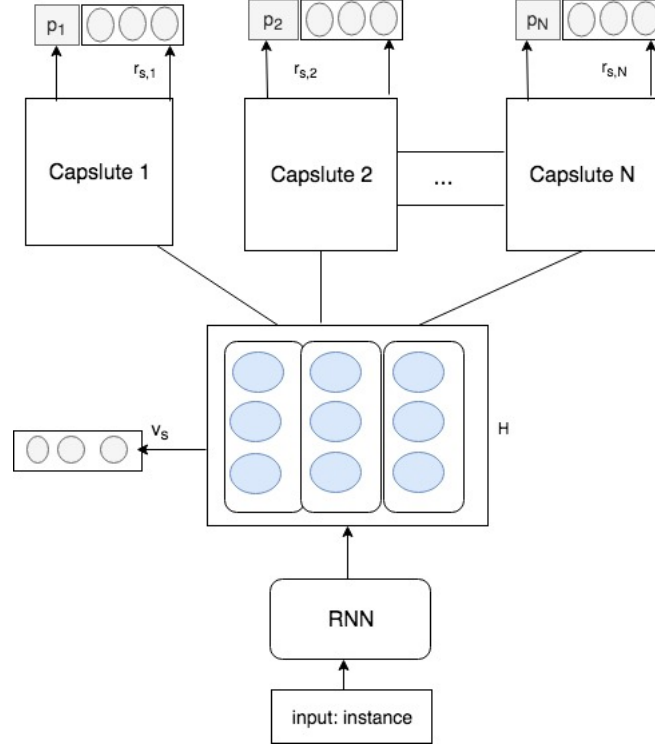 p1
rs,1
p2
rs,2
pN
rs,N
Capslute 1
Capslute 2
...
Capslute N
vs
H
RNN
input: instance